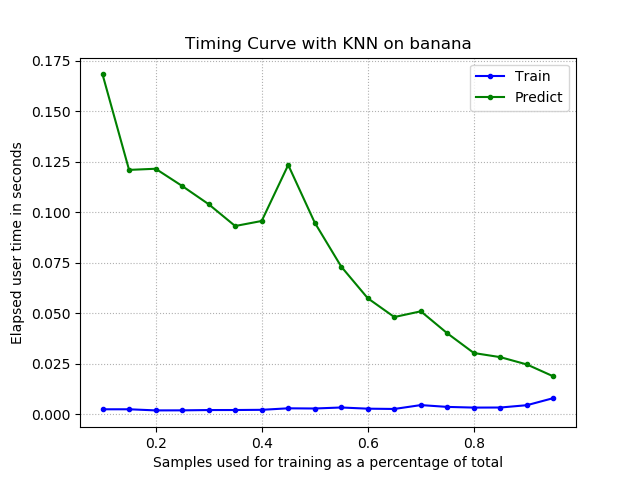 Timing Curve with KNN on banana
Train
Predict
0.175
0.150
0.125
0.100
0.075
0.050
0.025
0.000
Elapsed user time in seconds
0.2
0.4
0.6
0.8
Samples used for training as a percentage of total